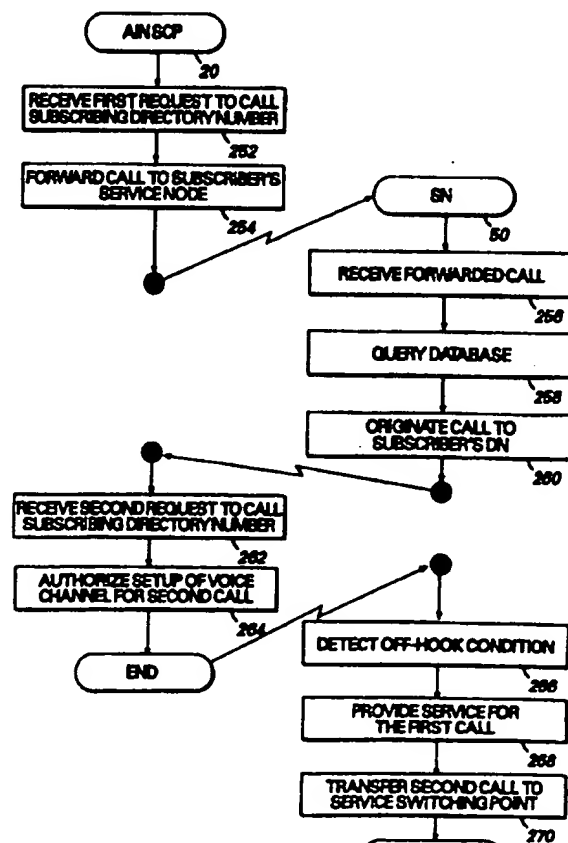 AIN SCP
20
RECEIVE FIRST REQUEST TO CALL
SUBSCRIBING DIRECTORY NUMBER
252
FORWARD CALL TO SUBSCRIBER'S
SERVICE NODE
254
SN
50
RECEIVE FORWARDED CALL
256
QUERY DATABASE
258
ORIGINATE CALL TO
SUBSCRIBER'S DN
260
RECEIVE SECOND REQUEST TO CALL
SUBSCRIBING DIRECTORY NUMBER
262
AUTHORIZE SETUP OF VOICE
CHANNEL FOR SECOND CALL
264
END
DETECT OFF-HOOK CONDITION
266
PROVIDE SERVICE FOR
THE FIRST CALL
268
TRANSFER SECOND CALL TO
SERVICE SWITCHING POINT
270